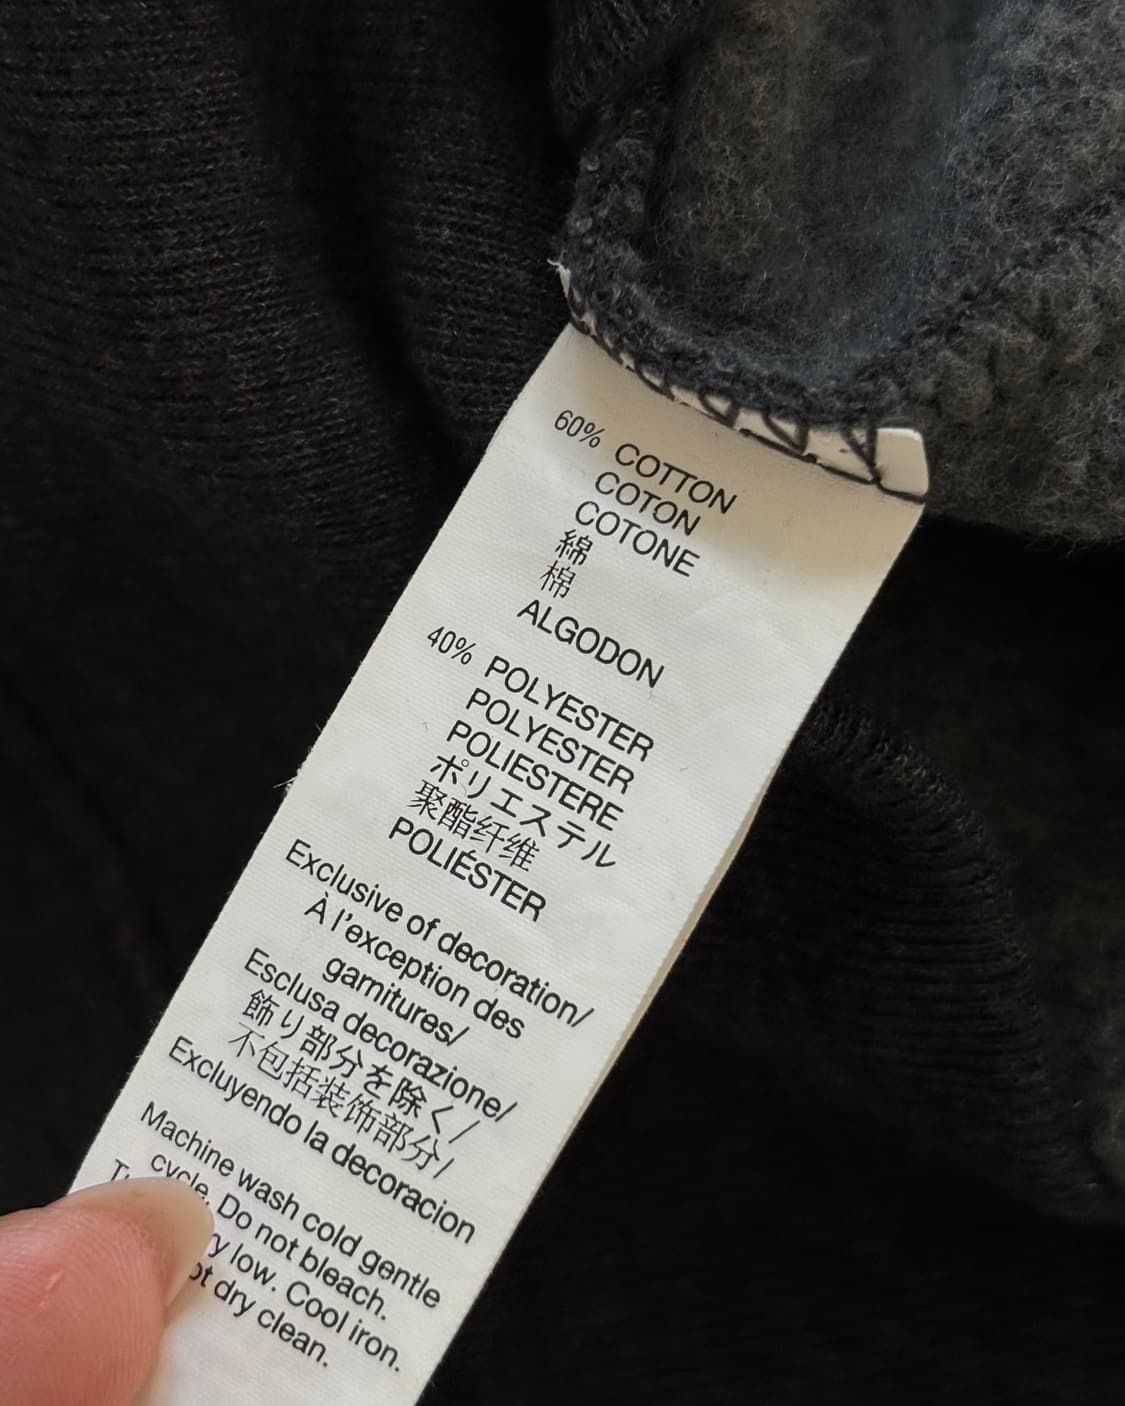 60% COTTON
COTON
COTONE
綿
棉
ALGODON
40% POLYESTER
POLYESTER
POLIESTERE
ポリエステル
聚酯纤维
POLIÉSTER
Exclusive of decoration/
À l'exception des
garnitures/
Esclusa decorazione/
飾り部分を除く/
不包括装饰部分/
Excluyendo la decoracion
Machine wash cold gentle
cycle. Do not bleach.
low. Cool iron.
dry clean.